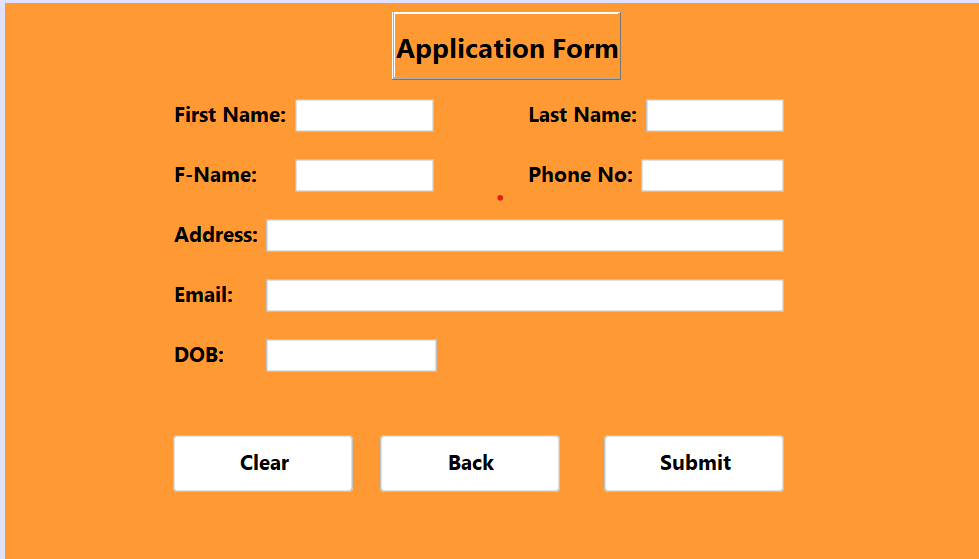 Application Form
First Name: Last Name:
F-Name: Phone No:
Address:
Email:
DOB:
Clear Back Submit